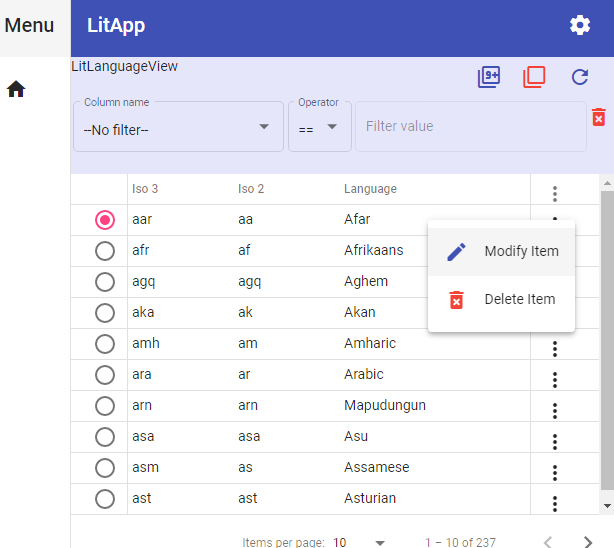 Menu LitApp
LitLanguageView
9+
Column name Operator
--No filter-- == Filter value
Iso 3 Iso 2 Language
aar aa Afar
afr af Afrikaans
Modify Item
agq agq Aghem
Delete Item
aka ak Akan
amh am Amharic
ara ar Arabic
arn arn Mapudungun
asa asa Asu
asm as Assamese
ast ast Asturian
Items per page: 10 1 – 10 of 237